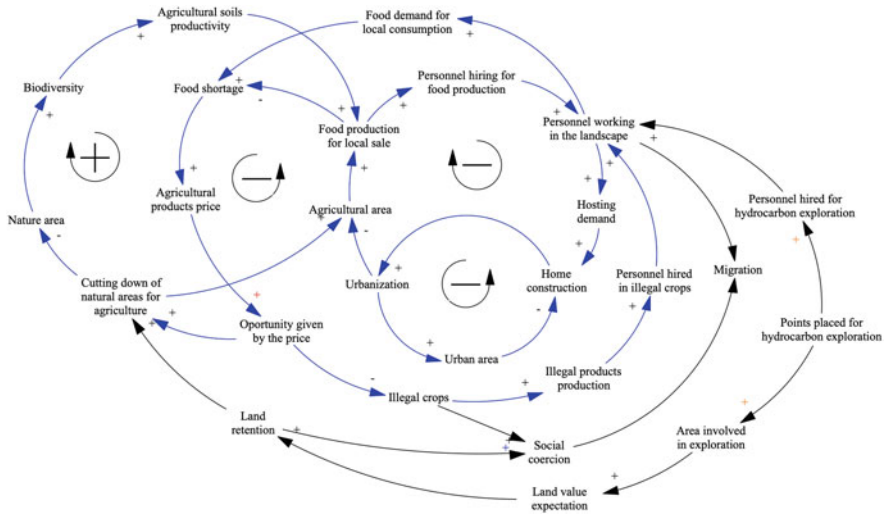 Agricultural soils
productivity
Food demand for
local consumption
+
+
Biodiversity
Food shortage
+
-
Personnel hiring for
food production
+
+
+
+
Food production
for local sale
Personnel working
in the landscape
+
+
+
+
+
-
-
Agricultural
products price
Personnel hired for
hydrocarbon exploration
Nature area
-
Agricultural area
+
-
Hosting
demand
+
+
Urbanization
+
Home
construction
-
Personnel hired
in illegal crops
+
Migration
Cutting down of
natural areas for
agriculture
+
+
+
Oportunity given
by the price
-
-
Points placed for
hydrocarbon exploration
+
Urban area
Illegal products
production
+
Illegal crops
+
Land
retention
+
Social
coercion
+
Area involved
in exploration
+
Land value
expectation